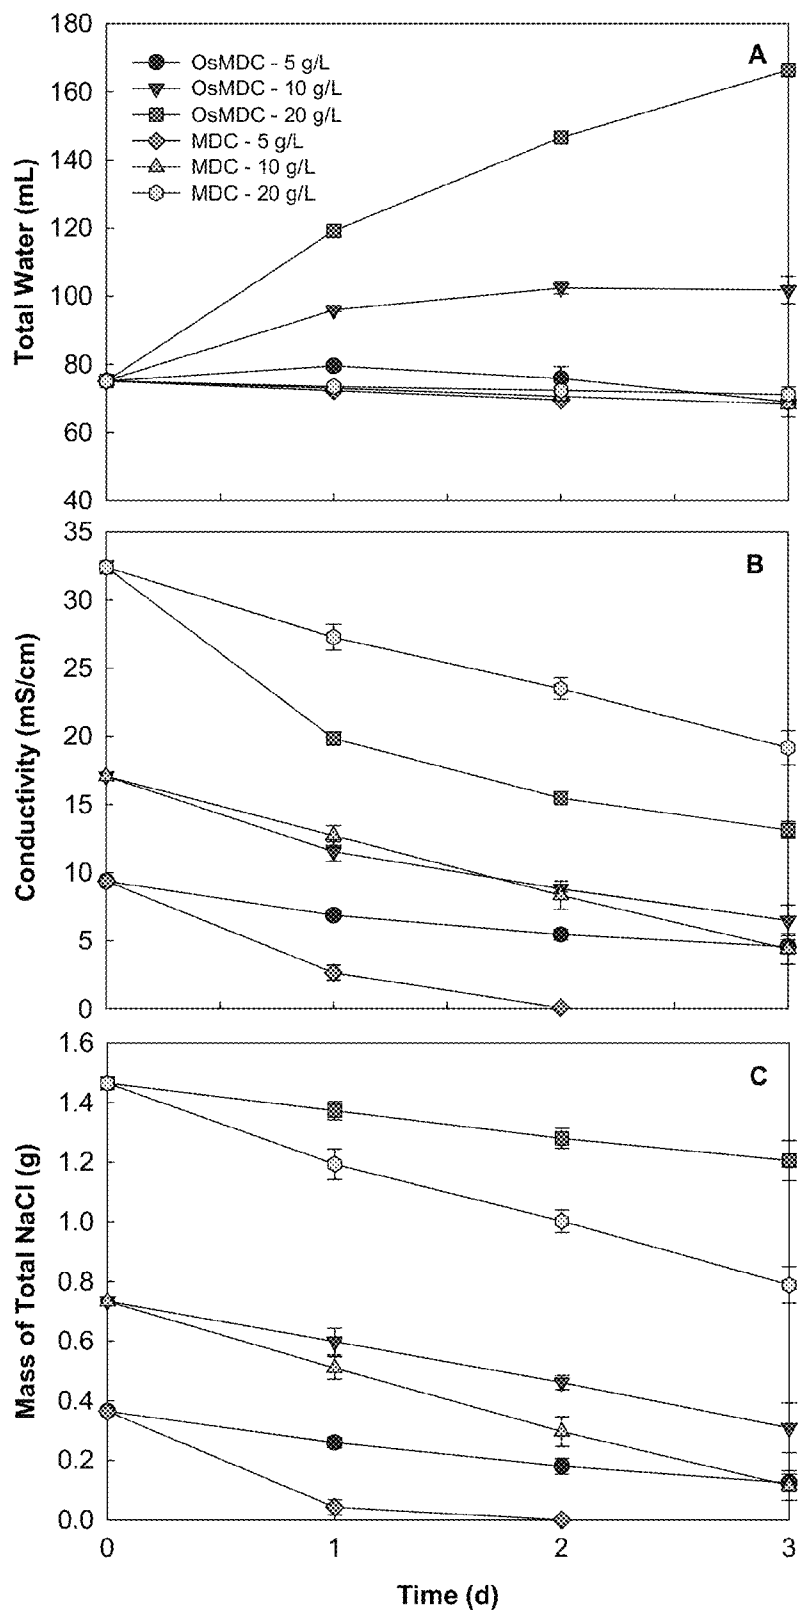 180
160
140
120
100
80
60
40
Total Water (mL)
A
OsMDC - 5 g/L
OsMDC - 10 g/L
OsMDC - 20 g/L
MDC - 5 g/L
MDC - 10 g/L
MDC - 20 g/L
35
30
25
20
15
10
5
0
Conductivity (mS/cm)
B
1.6
1.4
1.2
1.0
0.8
0.6
0.4
0.2
0.0
Mass of Total NaCl (g)
C
0 1 2 3
Time (d)